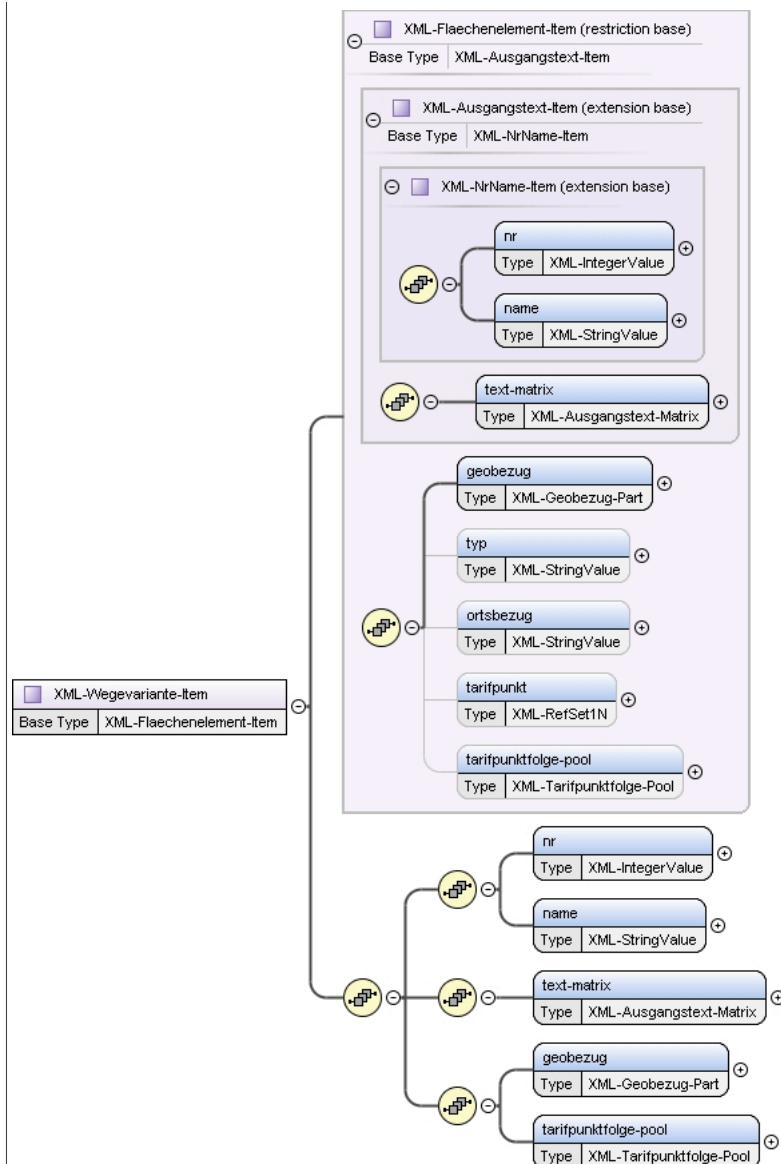 XML-Flaechenelement-Item (restriction base)
Base Type XML-Ausgangstext-Item
XML-Ausgangstext-Item (extension base)
Base Type XML-NrName-Item
XML-NrName-Item (extension base)
nr
Type XML-IntegerValue
name
Type XML-StringValue
text-matrix
Type XML-Ausgangstext-Matrix
geobezug
Type XML-Geobezug-Part
typ
Type XML-StringValue
ortsbezug
Type XML-StringValue
tarifpunkt
Type XML-RefSet1N
tarifpunktfolge-pool
Type XML-Tarifpunktfolge-Pool
XML-Wegevariante-Item
Base Type XML-Flaechenelement-Item
nr
Type XML-IntegerValue
name
Type XML-StringValue
text-matrix
Type XML-Ausgangstext-Matrix
geobezug
Type XML-Geobezug-Part
tarifpunktfolge-pool
Type XML-Tarifpunktfolge-Pool